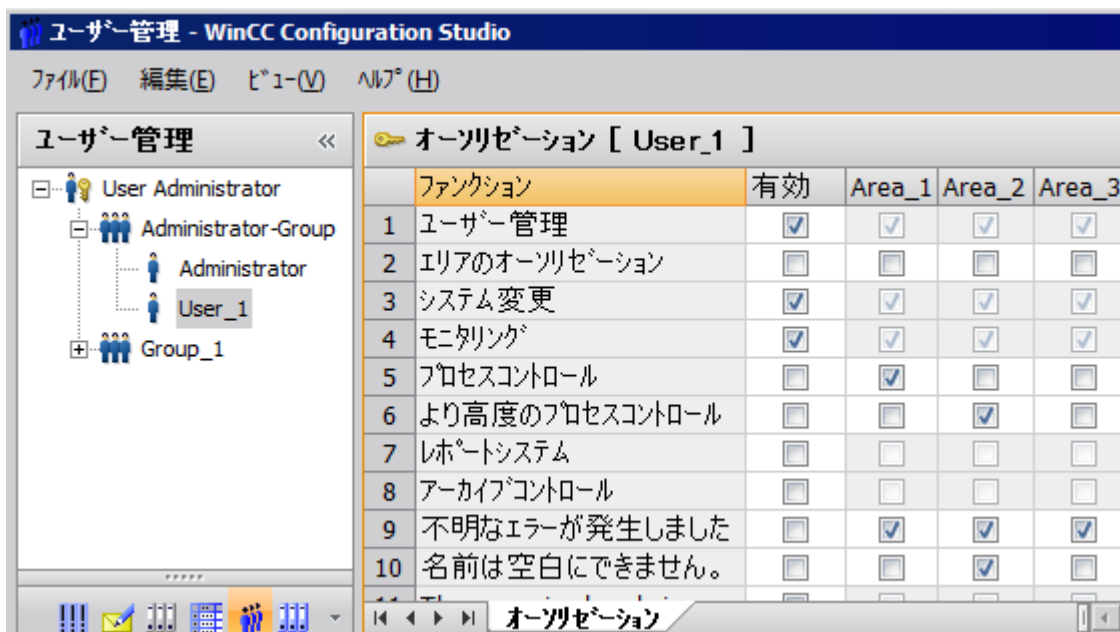 ユーザー管理 - WinCC Configuration Studio
ファイル(F) 編集(E) ビュー(V) ヘルプ(H)
ユーザー管理 «
User Administrator
Administrator-Group
Administrator
User_1
Group_1
オーソリゼーション [ User_1 ]
ファンクション 有効 Area_1 Area_2 Area_3
1 ユーザー管理
2 エリアのオーソリゼーション
3 システム変更
4 モニタリング
5 プロセスコントロール
6 より高度のプロセスコントロール
7 レポートシステム
8 アーカイブコントロール
9 不明なエラーが発生しました
10 名前は空白にできません。
オーソリゼーション